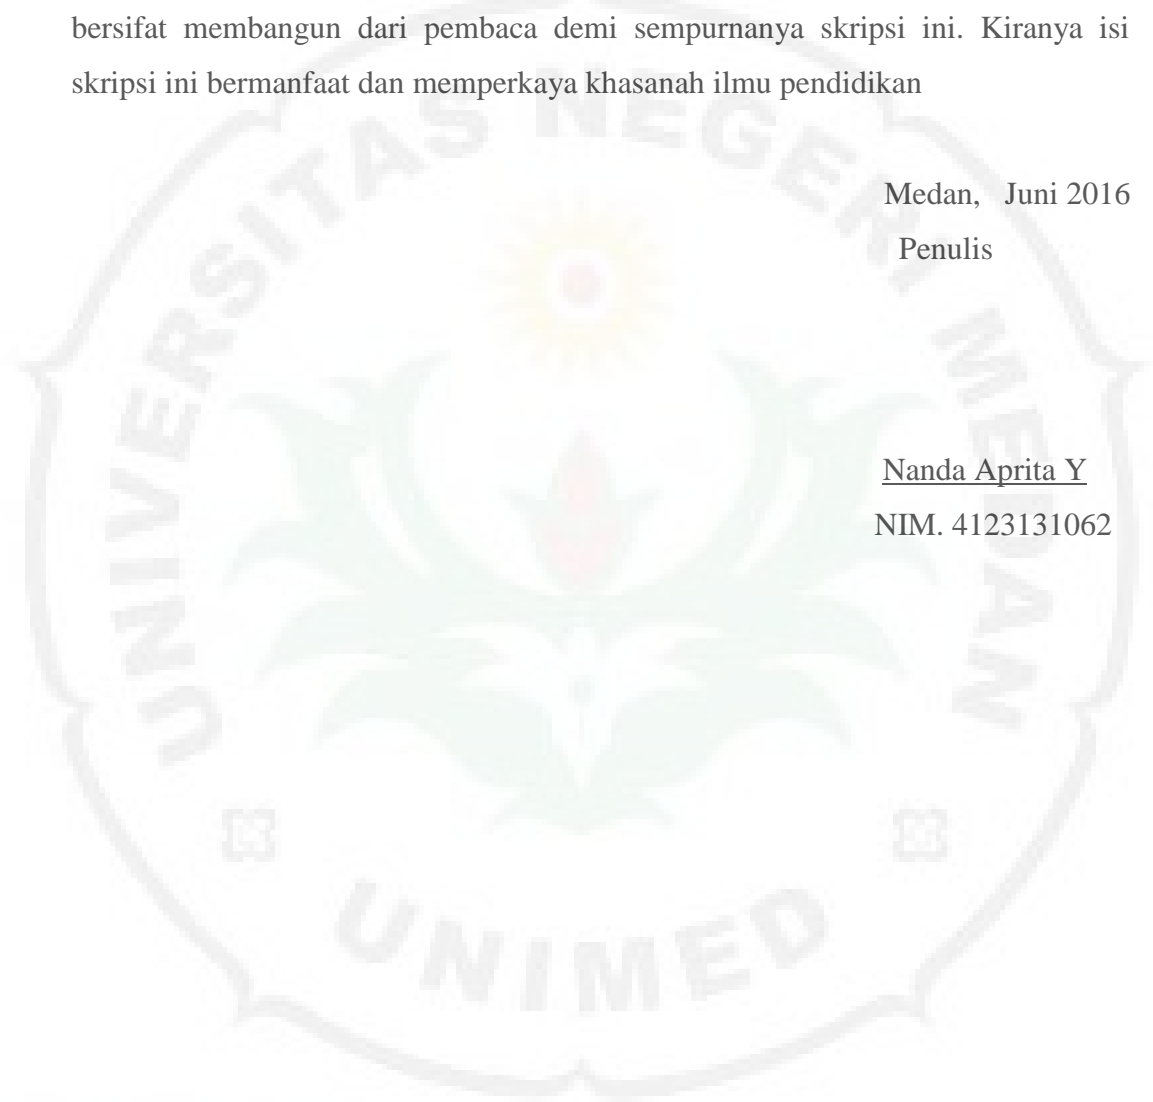 bersifat membangun dari pembaca demi sempurnanya skripsi ini. Kiranya isi
skripsi ini bermanfaat dan memperkaya khasanah ilmu pendidikan
Medan, Juni 2016
Penulis
Nanda Aprita Y
NIM. 4123131062
UNIVERSITAS NEGERI MEDAN
UNIMED